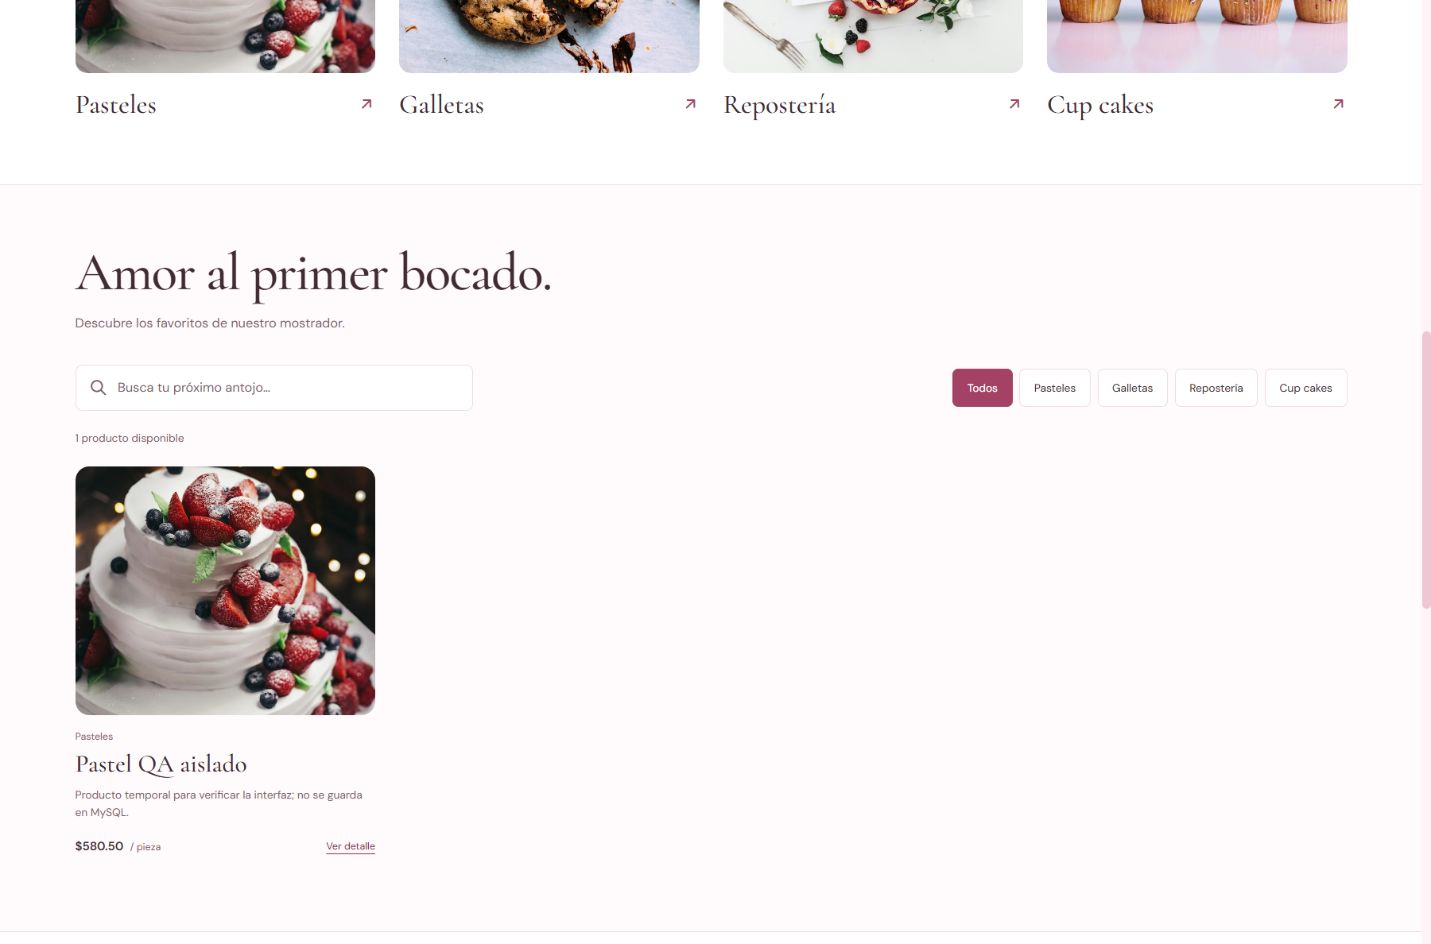 Pasteles
Galletas
Repostería
Cup cakes
Amor al primer bocado.
Descubre los favoritos de nuestro mostrador.
Busca tu próximo antojo...
Todos
Pasteles
Galletas
Repostería
Cup cakes
1 producto disponible
Pasteles
Pastel QA aislado
Producto temporal para verificar la interfaz; no se guarda
en MySQL.
$580.50 / pieza
Ver detalle